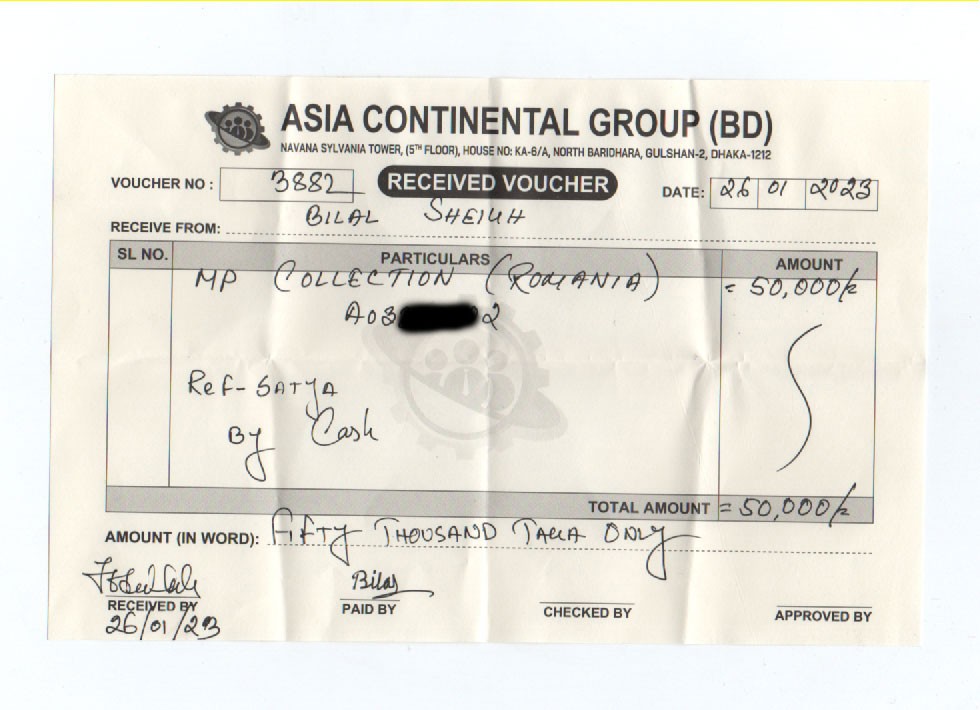 ASIA CONTINENTAL GROUP (BD)
NAVANA SYLVANIA TOWER, (5TH FLOOR), HOUSE NO: KA-6/A, NORTH BARIDHARA, GULSHAN-2, DHAKA-1212
VOUCHER NO : 3882 RECEIVED VOUCHER DATE: 26 01 2023
RECEIVE FROM: BILAL SHEIKH
SL NO. PARTICULARS AMOUNT
MP COLLECTION (ROMANIA) = 50,000/=
A03 2
Ref- SATYA
By Cash
TOTAL AMOUNT = 50,000/=
AMOUNT (IN WORD): Fifty THOUSAND TAKA ONLY
Bilal
RECEIVED BY PAID BY CHECKED BY APPROVED BY
26/01/23